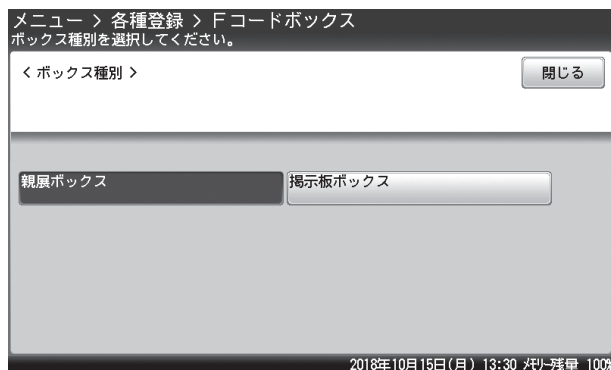 メニュー > 各種登録 > Fコードボックス
ボックス種別を選択してください。
< ボックス種別 >
閉じる
親展ボックス
掲示板ボックス
2018年10月15日(月) 13:30 メモリー残量 100%